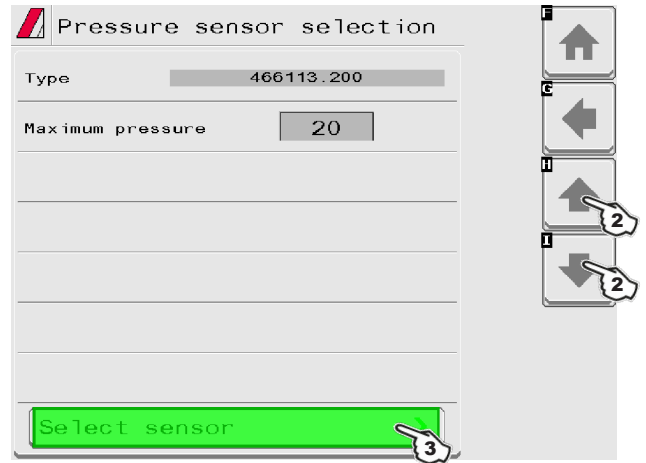 Pressure sensor selection
Type 466113.200
Maximum pressure 20
Select sensor
F
G
H
2
I
2
3